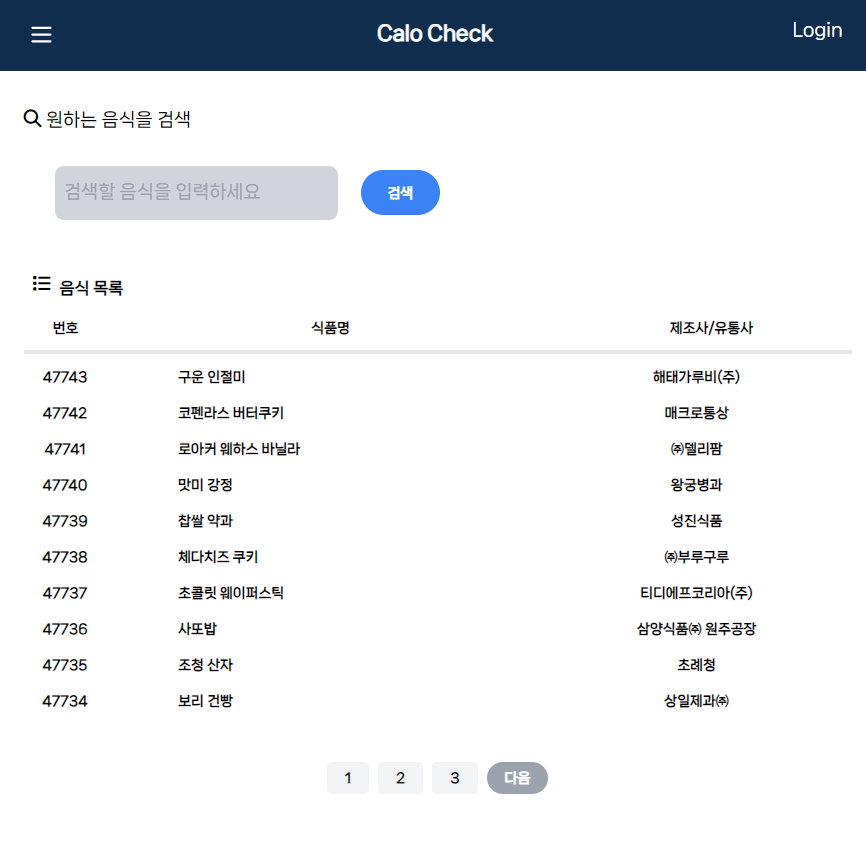 Calo Check
Login
원하는 음식을 검색
검색할 음식을 입력하세요
검색
음식 목록
번호 식품명 제조사/유통사
47743 구운 인절미 해태가루비(주)
47742 코펜라스 버터쿠키 매크로통상
47741 로아커 웨하스 바닐라 ㈜델리팜
47740 맛미 강정 왕궁병과
47739 찹쌀 약과 성진식품
47738 체다치즈 쿠키 ㈜부루구루
47737 초콜릿 웨이퍼스틱 티디에프코리아(주)
47736 사또밥 삼양식품㈜ 원주공장
47735 조청 산자 초례청
47734 보리 건빵 상일제과㈜
1 2 3 다음